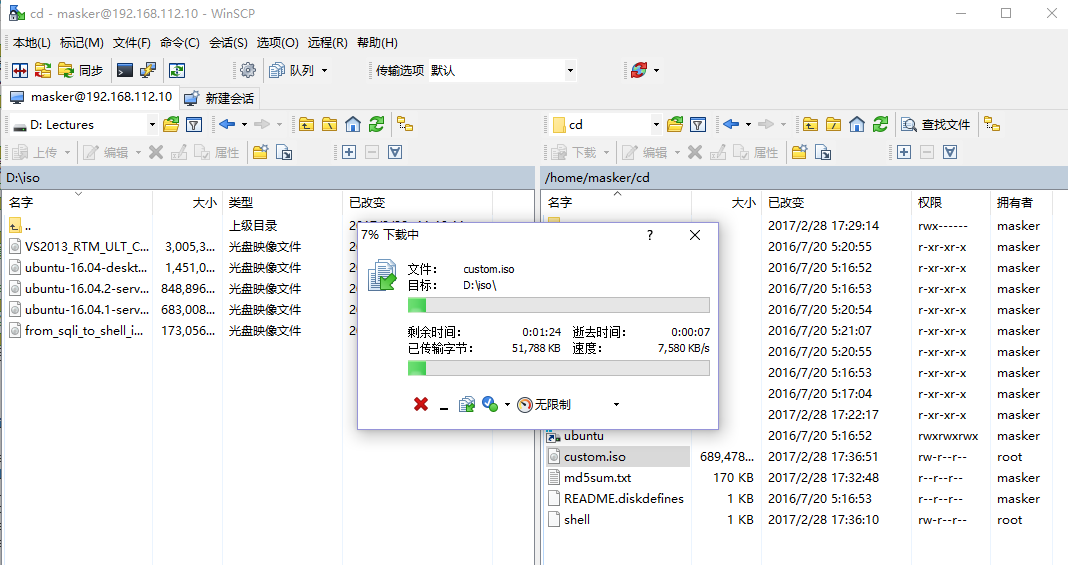 cd - masker@192.168.112.10 - WinSCP
本地(L) 标记(M) 文件(F) 命令(C) 会话(S) 选项(O) 远程(R) 帮助(H)
同步 队列 传输选项 默认
masker@192.168.112.10 新建会话
D: Lectures cd 查找文件
上传 编辑 属性 下载 编辑 属性
D:\iso /home/masker/cd
名字 大小 类型 已改变 名字 大小 已改变 权限 拥有者
.. 上级目录 2017/2/28 17:29:14 rwx------ masker
VS2013_RTM_ULT_C... 3,005,3... 光盘映像文件 2016/7/20 5:20:55 r-xr-xr-x masker
ubuntu-16.04-deskt... 1,451,0... 光盘映像文件 2016/7/20 5:16:52 r-xr-xr-x masker
ubuntu-16.04.2-serv... 848,896... 光盘映像文件 2016/7/20 5:16:53 r-xr-xr-x masker
ubuntu-16.04.1-serv... 683,008... 光盘映像文件 2016/7/20 5:20:54 r-xr-xr-x masker
from_sqli_to_shell_i... 173,056... 光盘映像文件 2016/7/20 5:21:07 r-xr-xr-x masker
2016/7/20 5:20:55 r-xr-xr-x masker
2016/7/20 5:16:53 r-xr-xr-x masker
2016/7/20 5:17:04 r-xr-xr-x masker
2017/2/28 17:22:17 r-xr-xr-x masker
ubuntu 2016/7/20 5:16:52 rwxrwxrwx masker
custom.iso 689,478... 2017/2/28 17:36:51 rw-r--r-- root
md5sum.txt 170 KB 2017/2/28 17:32:48 r--r--r-- masker
README.diskdefines 1 KB 2016/7/20 5:16:53 r--r--r-- masker
shell 1 KB 2017/2/28 17:36:10 rw-r--r-- root
7% 下载中 ?
文件： custom.iso
目标： D:\iso\
剩余时间： 0:01:24 逝去时间： 0:00:07
已传输字节： 51,788 KB 速度： 7,580 KB/s
无限制